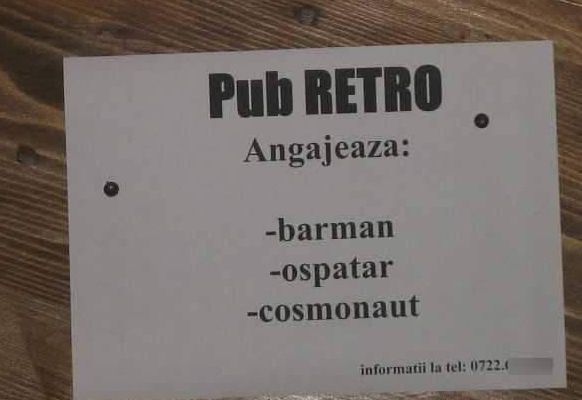 Pub RETRO
Angajeaza:
-barman
-ospatar
-cosmonaut
informatii la tel: 0722.